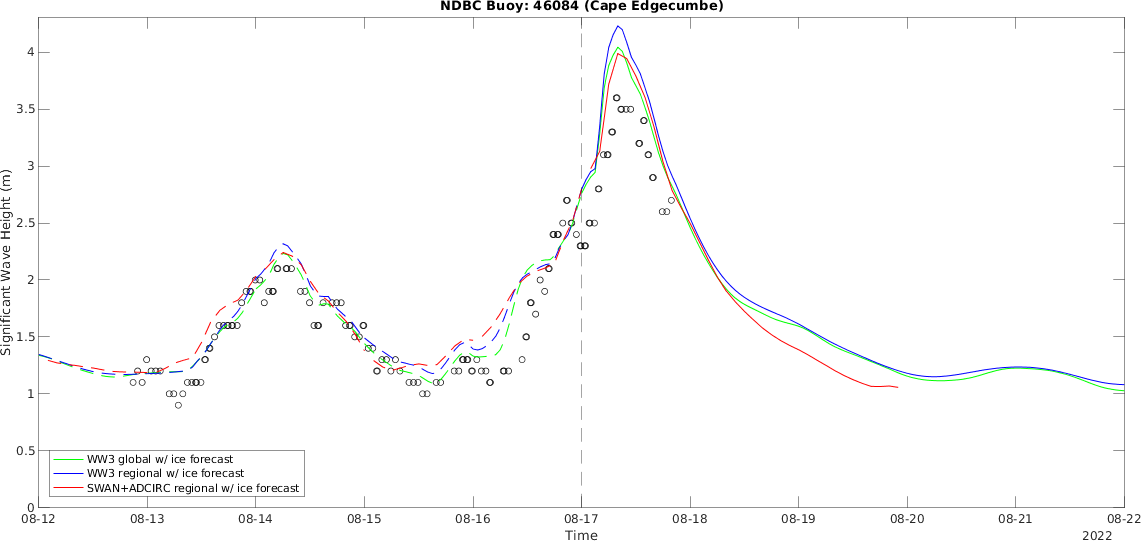 NDBC Buoy: 46084 (Cape Edgecumbe)
Significant Wave Height (m)
4
3.5
3
2.5
2
1.5
1
0.5
0
WW3 global w/ ice forecast
WW3 regional w/ ice forecast
SWAN+ADCIRC regional w/ ice forecast
08-12 08-13 08-14 08-15 08-16 08-17 08-18 08-19 08-20 08-21 08-22
Time
2022